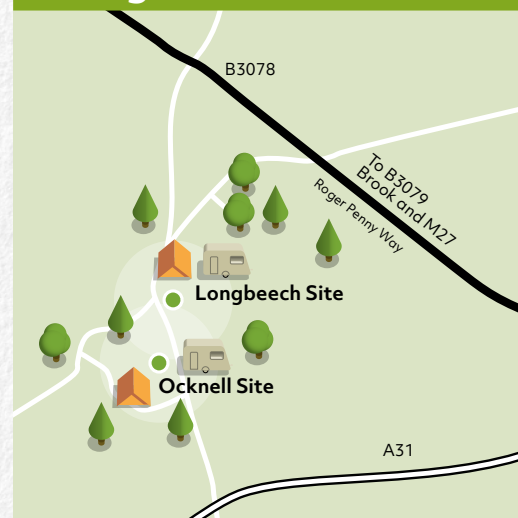 B3078
To B3079
Brook and M27
Roger Penny Way
Longbeech Site
Ocknell Site
A31